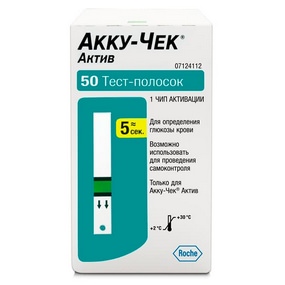 АККУ-ЧЕК®
Актив
07124112
50 Тест-полосок
1 ЧИП АКТИВАЦИИ
5 ≈
сек.
Для определения
глюкозы крови
Возможно
использовать
для проведения
самоконтроля
Только для
Акку-Чек® Актив
+30°C
+2°C
Roche